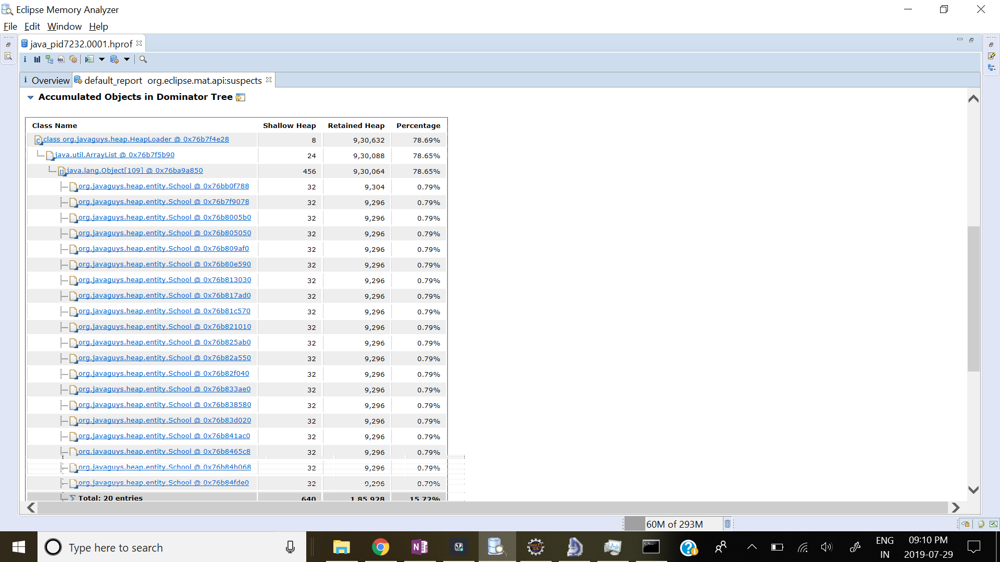 Eclipse Memory Analyzer
File Edit Window Help
java_pid7232.0001.hprof
i Overview default_report org.eclipse.mat.api:suspects
Accumulated Objects in Dominator Tree
Class Name Shallow Heap Retained Heap Percentage
class org.javaguys.heap.HeapLoader @ 0x76b7f4e28 8 9,30,632 78.69%
java.util.ArrayList @ 0x76b7f5b90 24 9,30,088 78.65%
java.lang.Object[109] @ 0x76ba9a850 456 9,30,064 78.65%
org.javaguys.heap.entity.School @ 0x76bb0f788 32 9,304 0.79%
org.javaguys.heap.entity.School @ 0x76b7f9078 32 9,296 0.79%
org.javaguys.heap.entity.School @ 0x76b8005b0 32 9,296 0.79%
org.javaguys.heap.entity.School @ 0x76b805050 32 9,296 0.79%
org.javaguys.heap.entity.School @ 0x76b809af0 32 9,296 0.79%
org.javaguys.heap.entity.School @ 0x76b80e590 32 9,296 0.79%
org.javaguys.heap.entity.School @ 0x76b813030 32 9,296 0.79%
org.javaguys.heap.entity.School @ 0x76b817ad0 32 9,296 0.79%
org.javaguys.heap.entity.School @ 0x76b81c570 32 9,296 0.79%
org.javaguys.heap.entity.School @ 0x76b821010 32 9,296 0.79%
org.javaguys.heap.entity.School @ 0x76b825ab0 32 9,296 0.79%
org.javaguys.heap.entity.School @ 0x76b82a550 32 9,296 0.79%
org.javaguys.heap.entity.School @ 0x76b82f040 32 9,296 0.79%
org.javaguys.heap.entity.School @ 0x76b833ae0 32 9,296 0.79%
org.javaguys.heap.entity.School @ 0x76b838580 32 9,296 0.79%
org.javaguys.heap.entity.School @ 0x76b83d020 32 9,296 0.79%
org.javaguys.heap.entity.School @ 0x76b841ac0 32 9,296 0.79%
org.javaguys.heap.entity.School @ 0x76b8465c8 32 9,296 0.79%
org.javaguys.heap.entity.School @ 0x76b84b068 32 9,296 0.79%
org.javaguys.heap.entity.School @ 0x76b84fde0 32 9,296 0.79%
Σ Total: 20 entries 640 1,85,928 15.72%
60M of 293M
Type here to search
ENG
IN
09:10 PM
2019-07-29